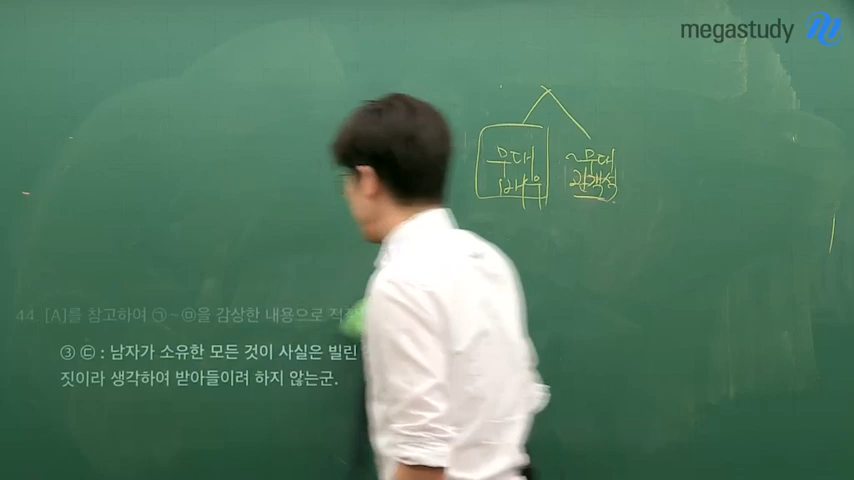 megastudy
무대 ~무대
배우 관객석
44 [A]를 참고하여 ㉠~㉤을 감상한 내용으로
③ ㉢ : 남자가 소유한 모든 것이 사실은 빌린
짓이라 생각하여 받아들이려 하지 않는군.